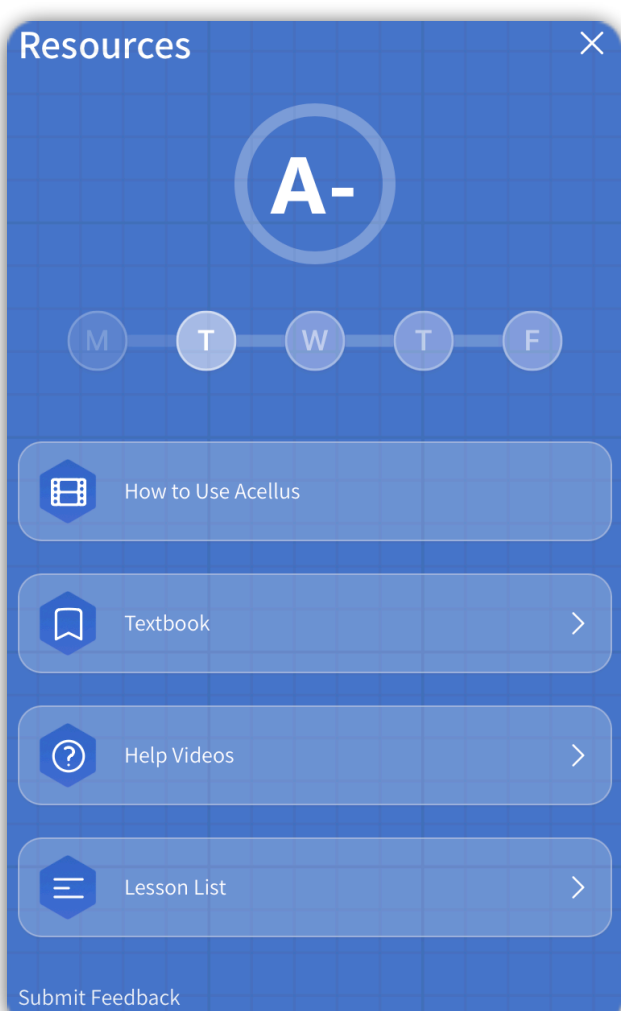 Resources
A-
M T W T F
How to Use Acellus
Textbook
Help Videos
Lesson List
Submit Feedback